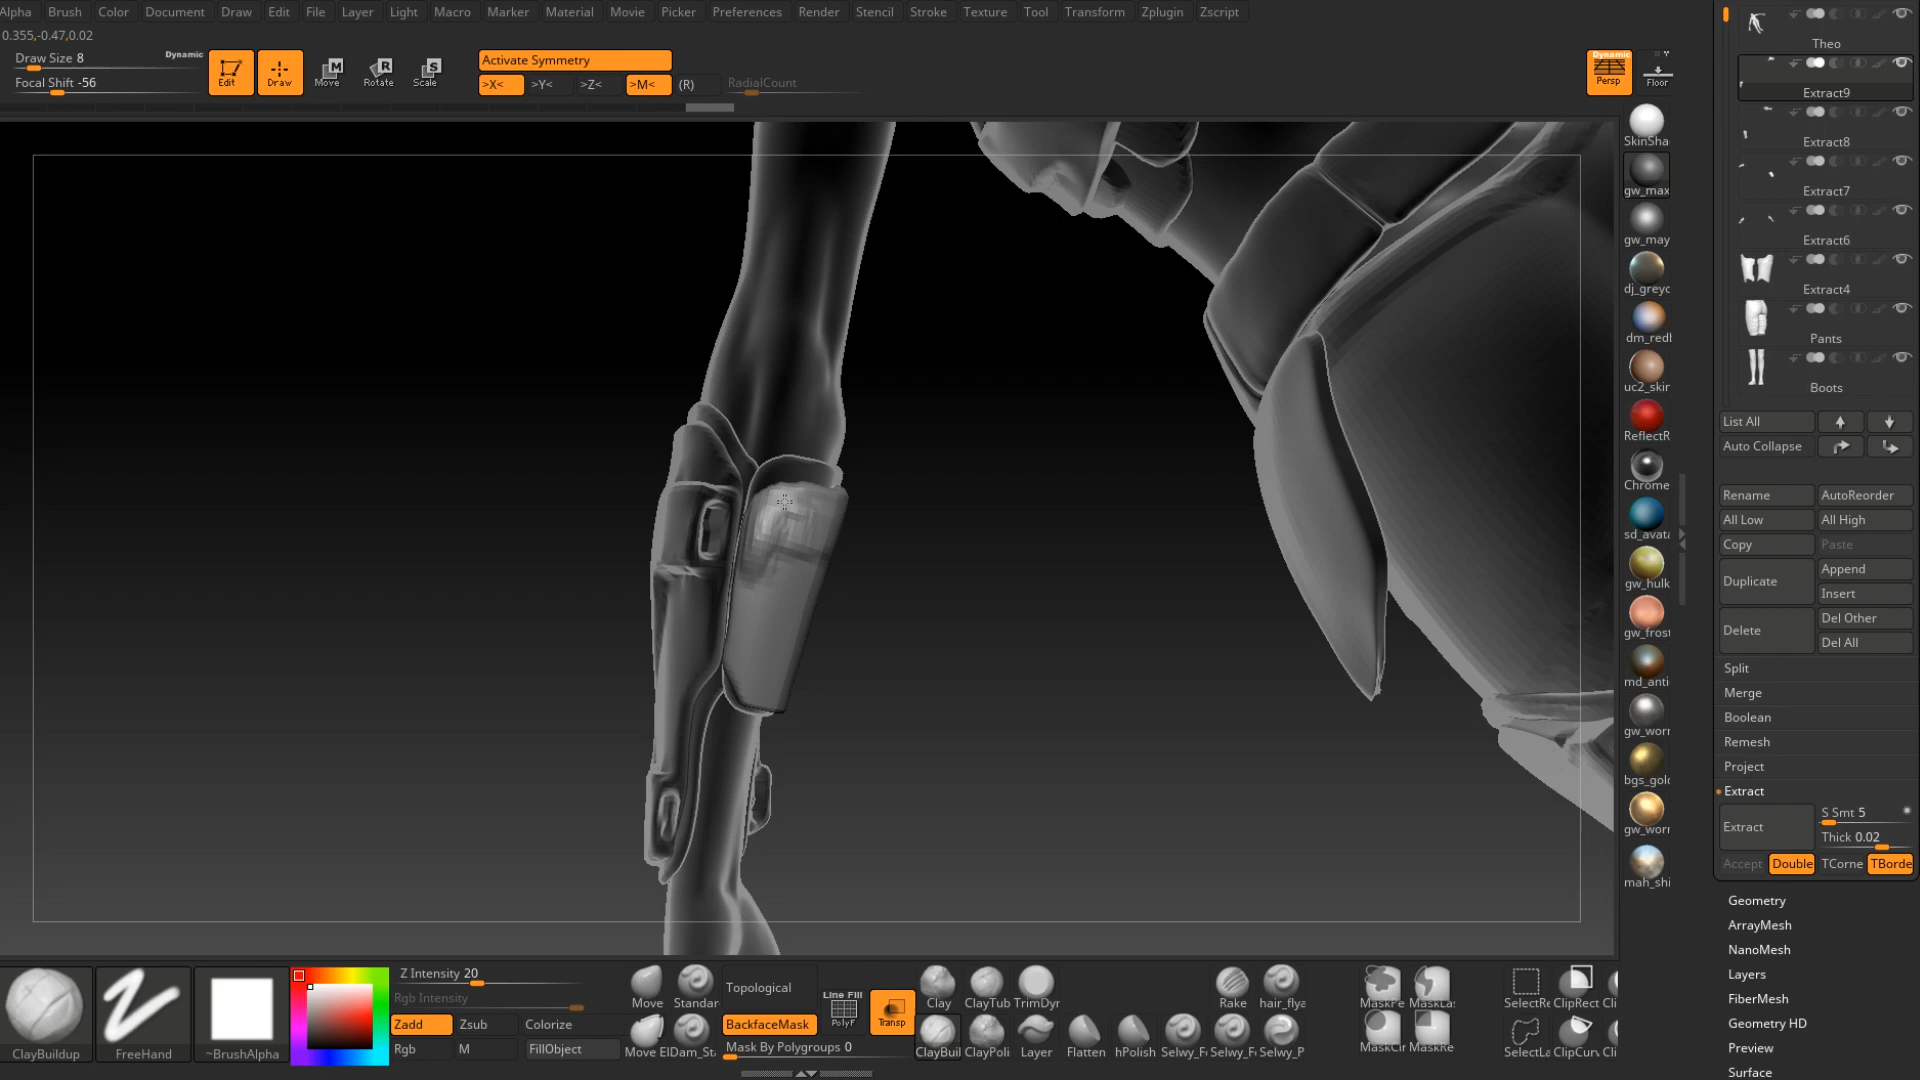 Alpha Brush Color Document Draw Edit File Layer Light Macro Marker Material Movie Picker Preferences Render Stencil Stroke Texture Tool Transform Zplugin Zscript
0.355,-0.47,0.02
Draw Size 8
Dynamic
Focal Shift -56
Edit
Draw
Move
Rotate
Scale
Activate Symmetry
>X< >Y< >Z< >M< (R) RadialCount
Dynamic
Persp
Floor
SkinSha
gw_max
gw_may
dj_greyc
dm_redl
uc2_skin
ReflectR
Chrome
sd_avata
gw_hulk
gw_frost
md_anti
gw_worn
bgs_gold
gw_worn
mah_shi
Theo
Extract9
Extract8
Extract7
Extract6
Extract4
Pants
Boots
List All
Auto Collapse
Rename AutoReorder
All Low All High
Copy Paste
Duplicate Append
Insert
Delete Del Other
Del All
Split
Merge
Boolean
Remesh
Project
Extract
Extract S Smt 5
Thick 0.02
Accept Double TCorne TBorde
Geometry
ArrayMesh
NanoMesh
Layers
FiberMesh
Geometry HD
Preview
Surface
ClayBuildup
FreeHand
~BrushAlpha
Z Intensity 20
Rgb Intensity
Zadd Zsub Colorize
Rgb M FillObject
Move Standar
Move ElDam_St
Topological
BackfaceMask
Mask By Polygroups 0
Line Fill
PolyF
Transp
Clay ClayTub TrimDyn
ClayBuil ClayPoli Layer Flatten hPolish Selwy_F Selwy_F Selwy_P
Rake hair_flya
MaskPe MaskLa
MaskCir MaskRe
SelectRe ClipRect Cli
SelectLa ClipCurv Cli